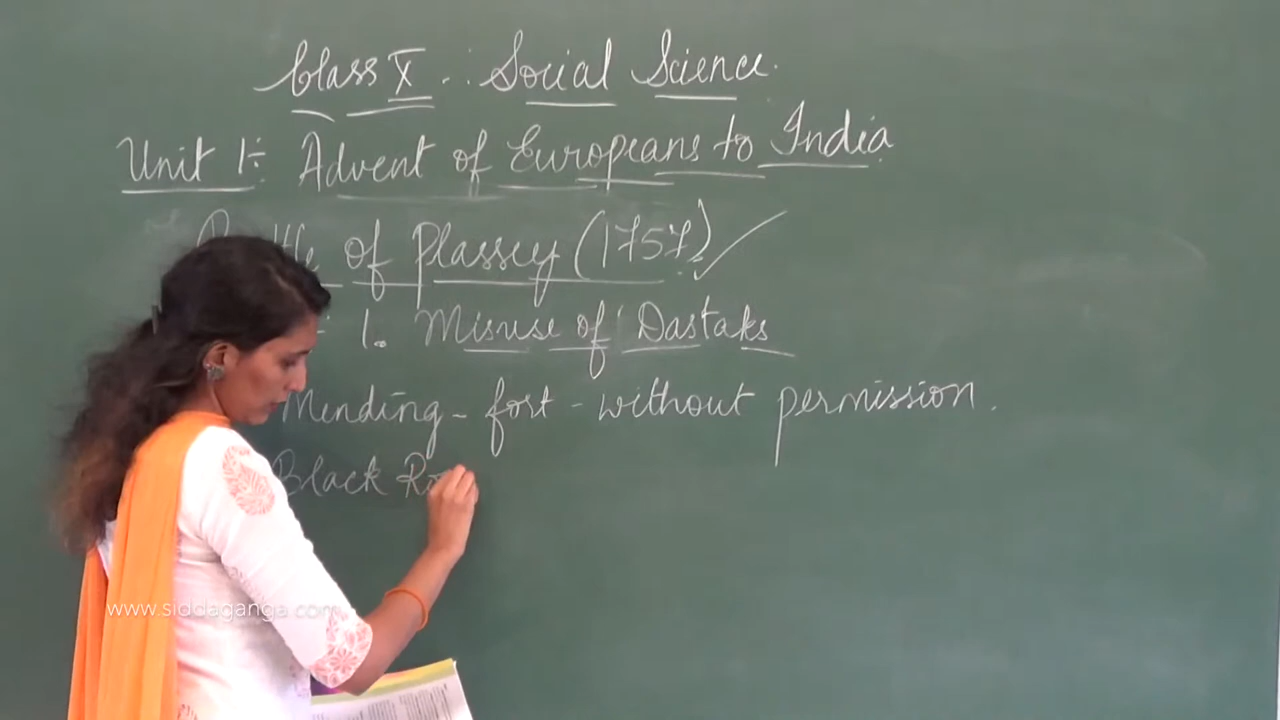 Class X : Social Science.
Unit 1:- Advent of Europeans to India
of Plassey (1757)
1. Misuse of Dastaks
Mending - fort - without permission.
Black
www.siddaganga.com